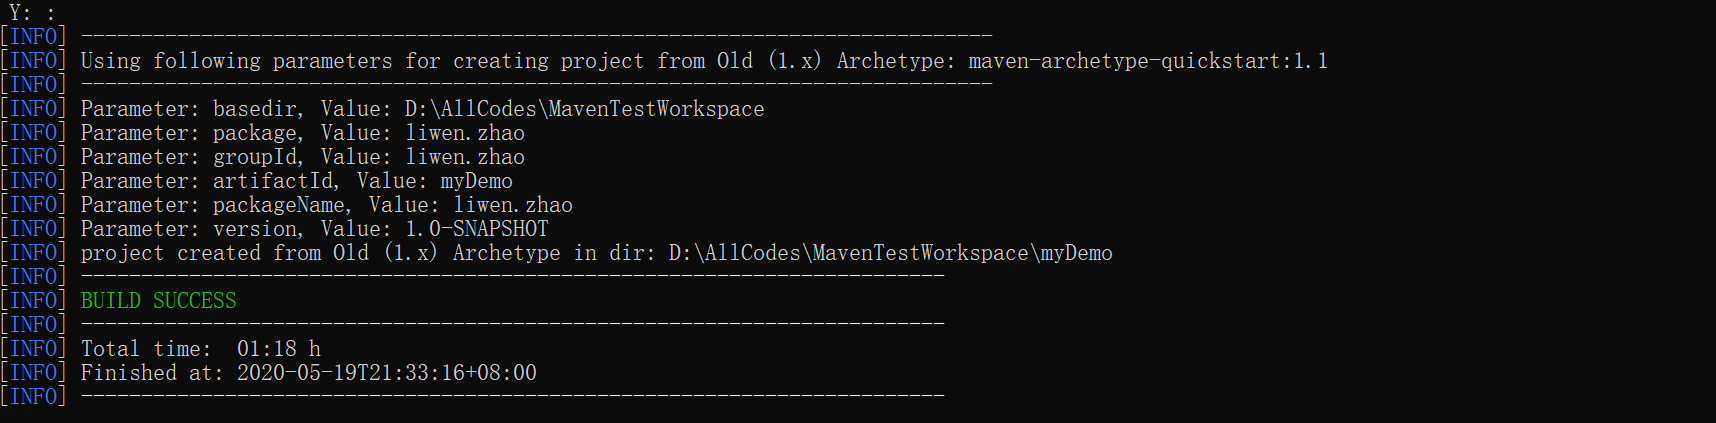 Y: :
[INFO] ----------------------------------------------------------------------------
[INFO] Using following parameters for creating project from Old (1.x) Archetype: maven-archetype-quickstart:1.1
[INFO] ----------------------------------------------------------------------------
[INFO] Parameter: basedir, Value: D:\AllCodes\MavenTestWorkspace
[INFO] Parameter: package, Value: liwen.zhao
[INFO] Parameter: groupId, Value: liwen.zhao
[INFO] Parameter: artifactId, Value: myDemo
[INFO] Parameter: packageName, Value: liwen.zhao
[INFO] Parameter: version, Value: 1.0-SNAPSHOT
[INFO] project created from Old (1.x) Archetype in dir: D:\AllCodes\MavenTestWorkspace\myDemo
[INFO] ------------------------------------------------------------------------
[INFO] BUILD SUCCESS
[INFO] ------------------------------------------------------------------------
[INFO] Total time:  01:18 h
[INFO] Finished at: 2020-05-19T21:33:16+08:00
[INFO] ------------------------------------------------------------------------